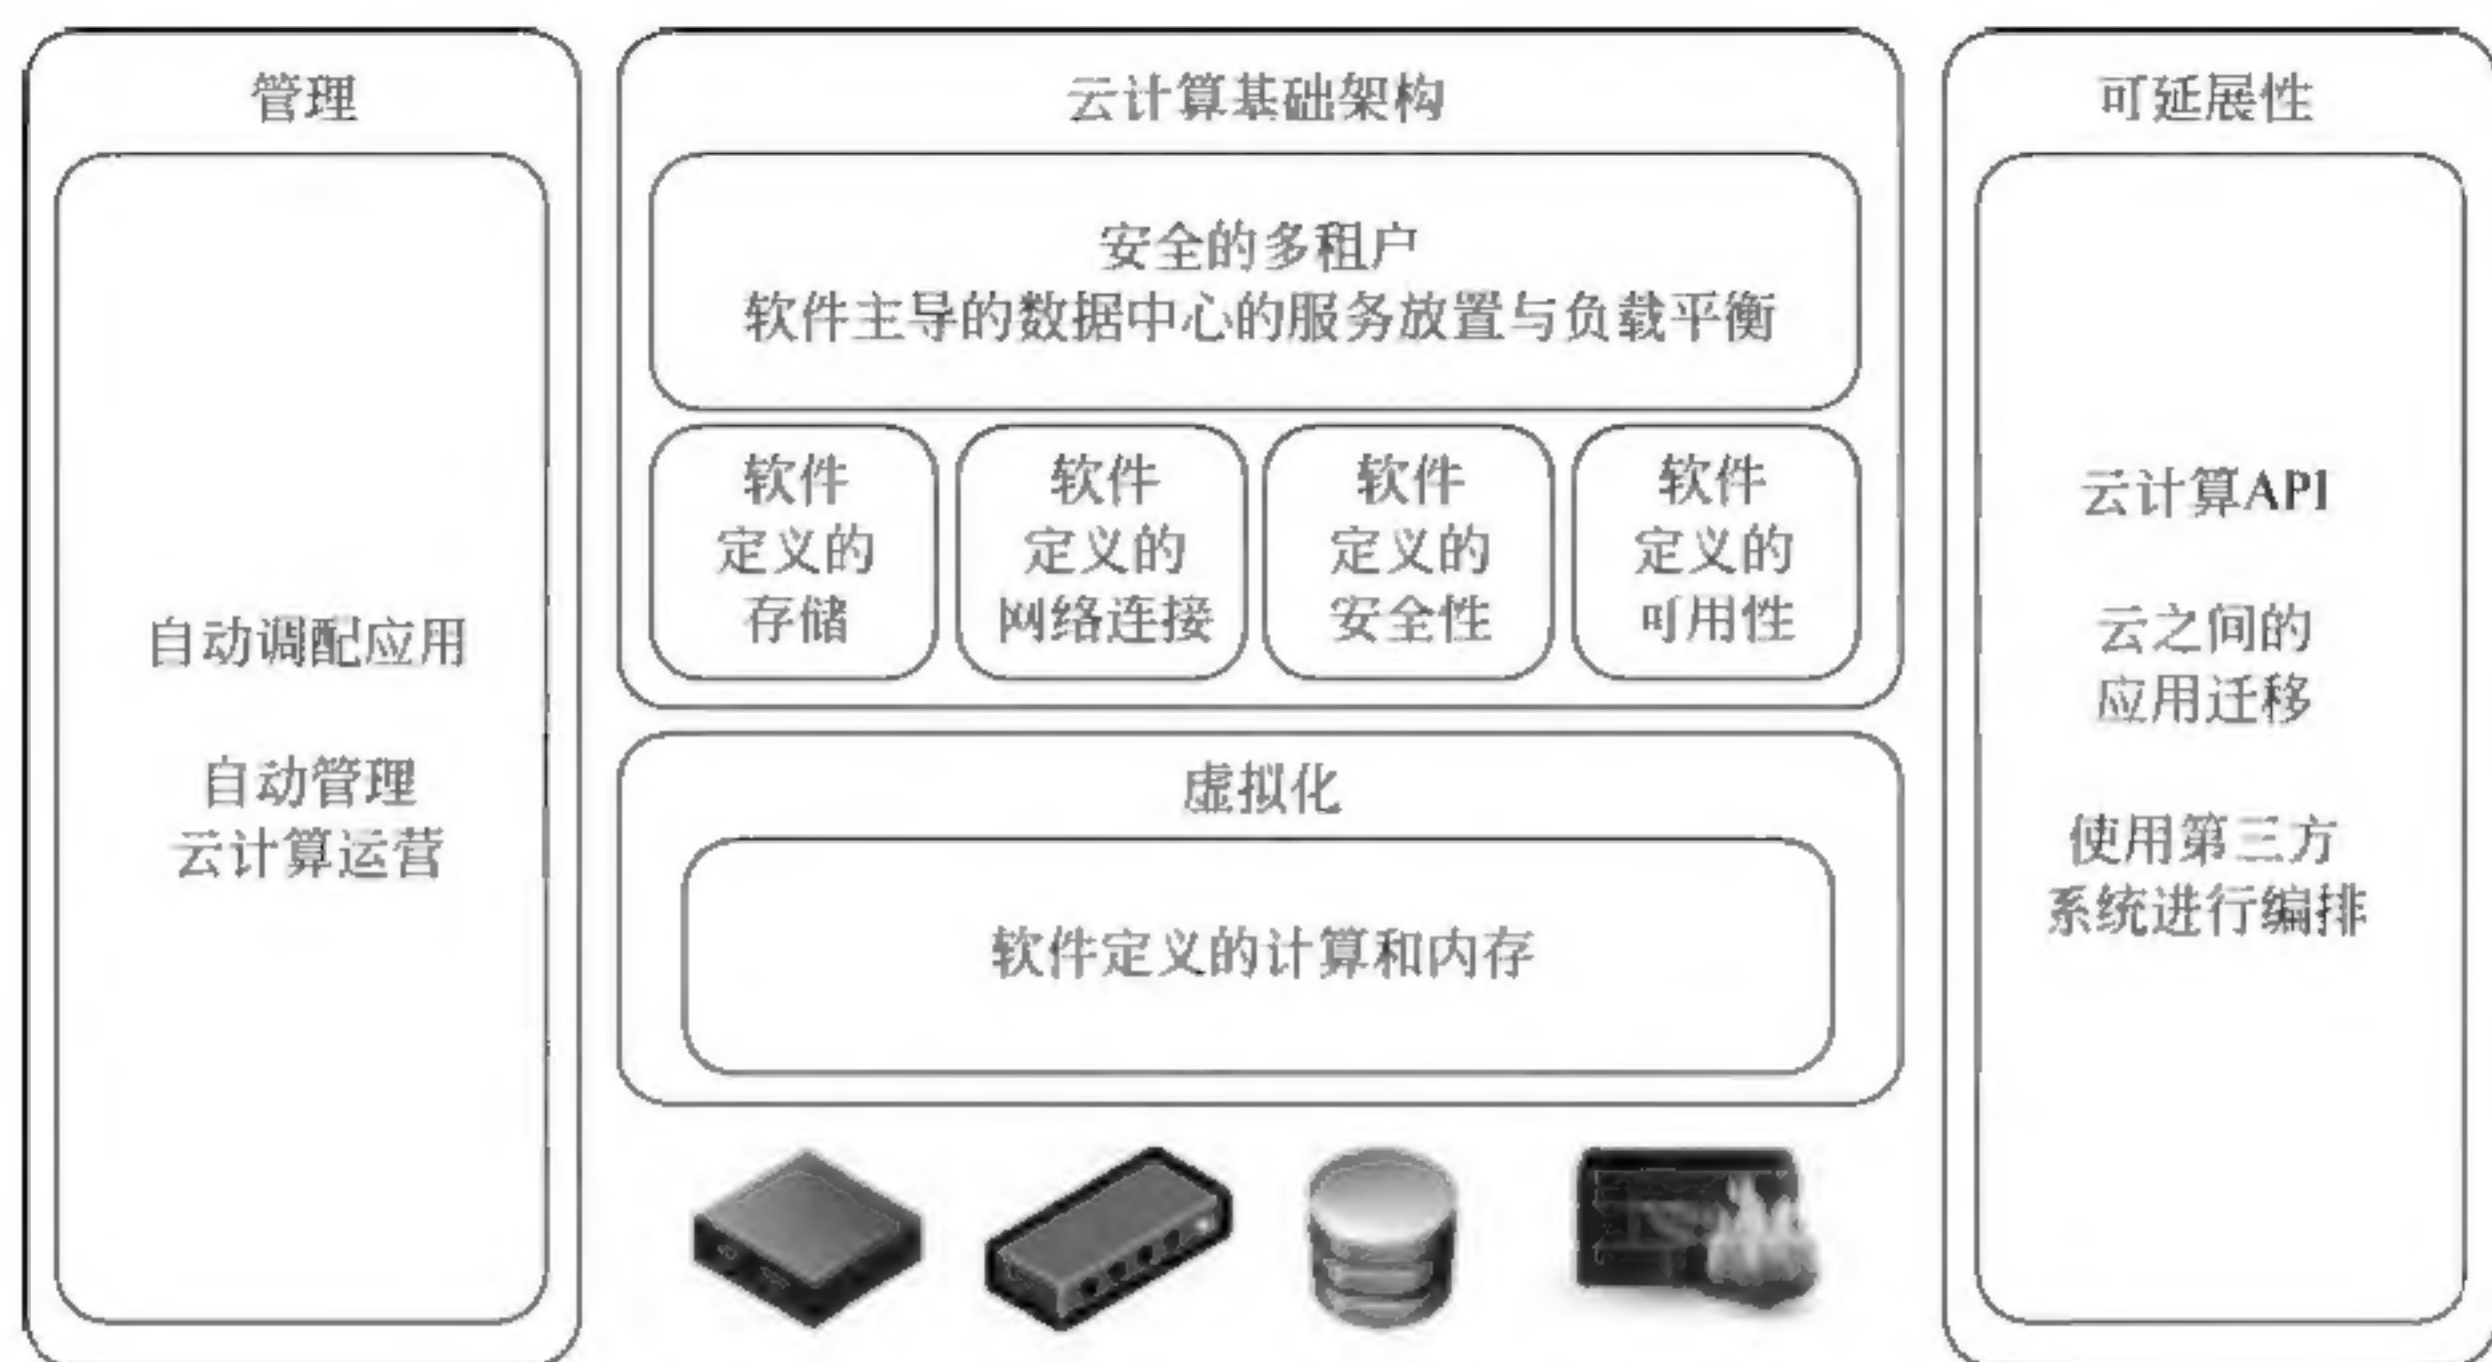 管理
自动调配应用
自动管理
云计算运营
云计算基础架构
安全的多租户
软件主导的数据中心的服务放置与负载平衡
软件
定义的
存储
软件
定义的
网络连接
软件
定义的
安全性
软件
定义的
可用性
虚拟化
软件定义的计算和内存
可延展性
云计算API
云之间的
应用迁移
使用第三方
系统进行编排